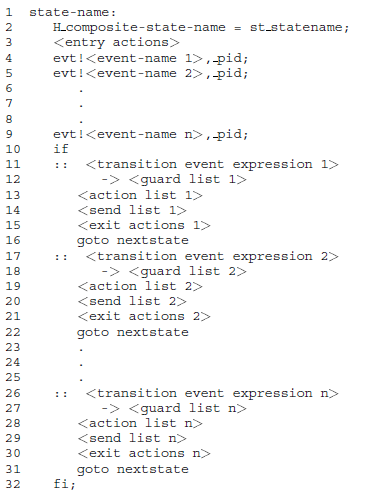 1 state-name:
2 H_composite-state-name = st_statename;
3 <entry actions>
4 evt!<event-name 1>,_pid;
5 evt!<event-name 2>,_pid;
6 .
7 .
8 .
9 evt!<event-name n>,_pid;
10 if
11 :: <transition event expression 1>
12 -> <guard list 1>
13 <action list 1>
14 <send list 1>
15 <exit actions 1>
16 goto nextstate
17 :: <transition event expression 2>
18 -> <guard list 2>
19 <action list 2>
20 <send list 2>
21 <exit actions 2>
22 goto nextstate
23 .
24 .
25 .
26 :: <transition event expression n>
27 -> <guard list n>
28 <action list n>
29 <send list n>
30 <exit actions n>
31 goto nextstate
32 fi;